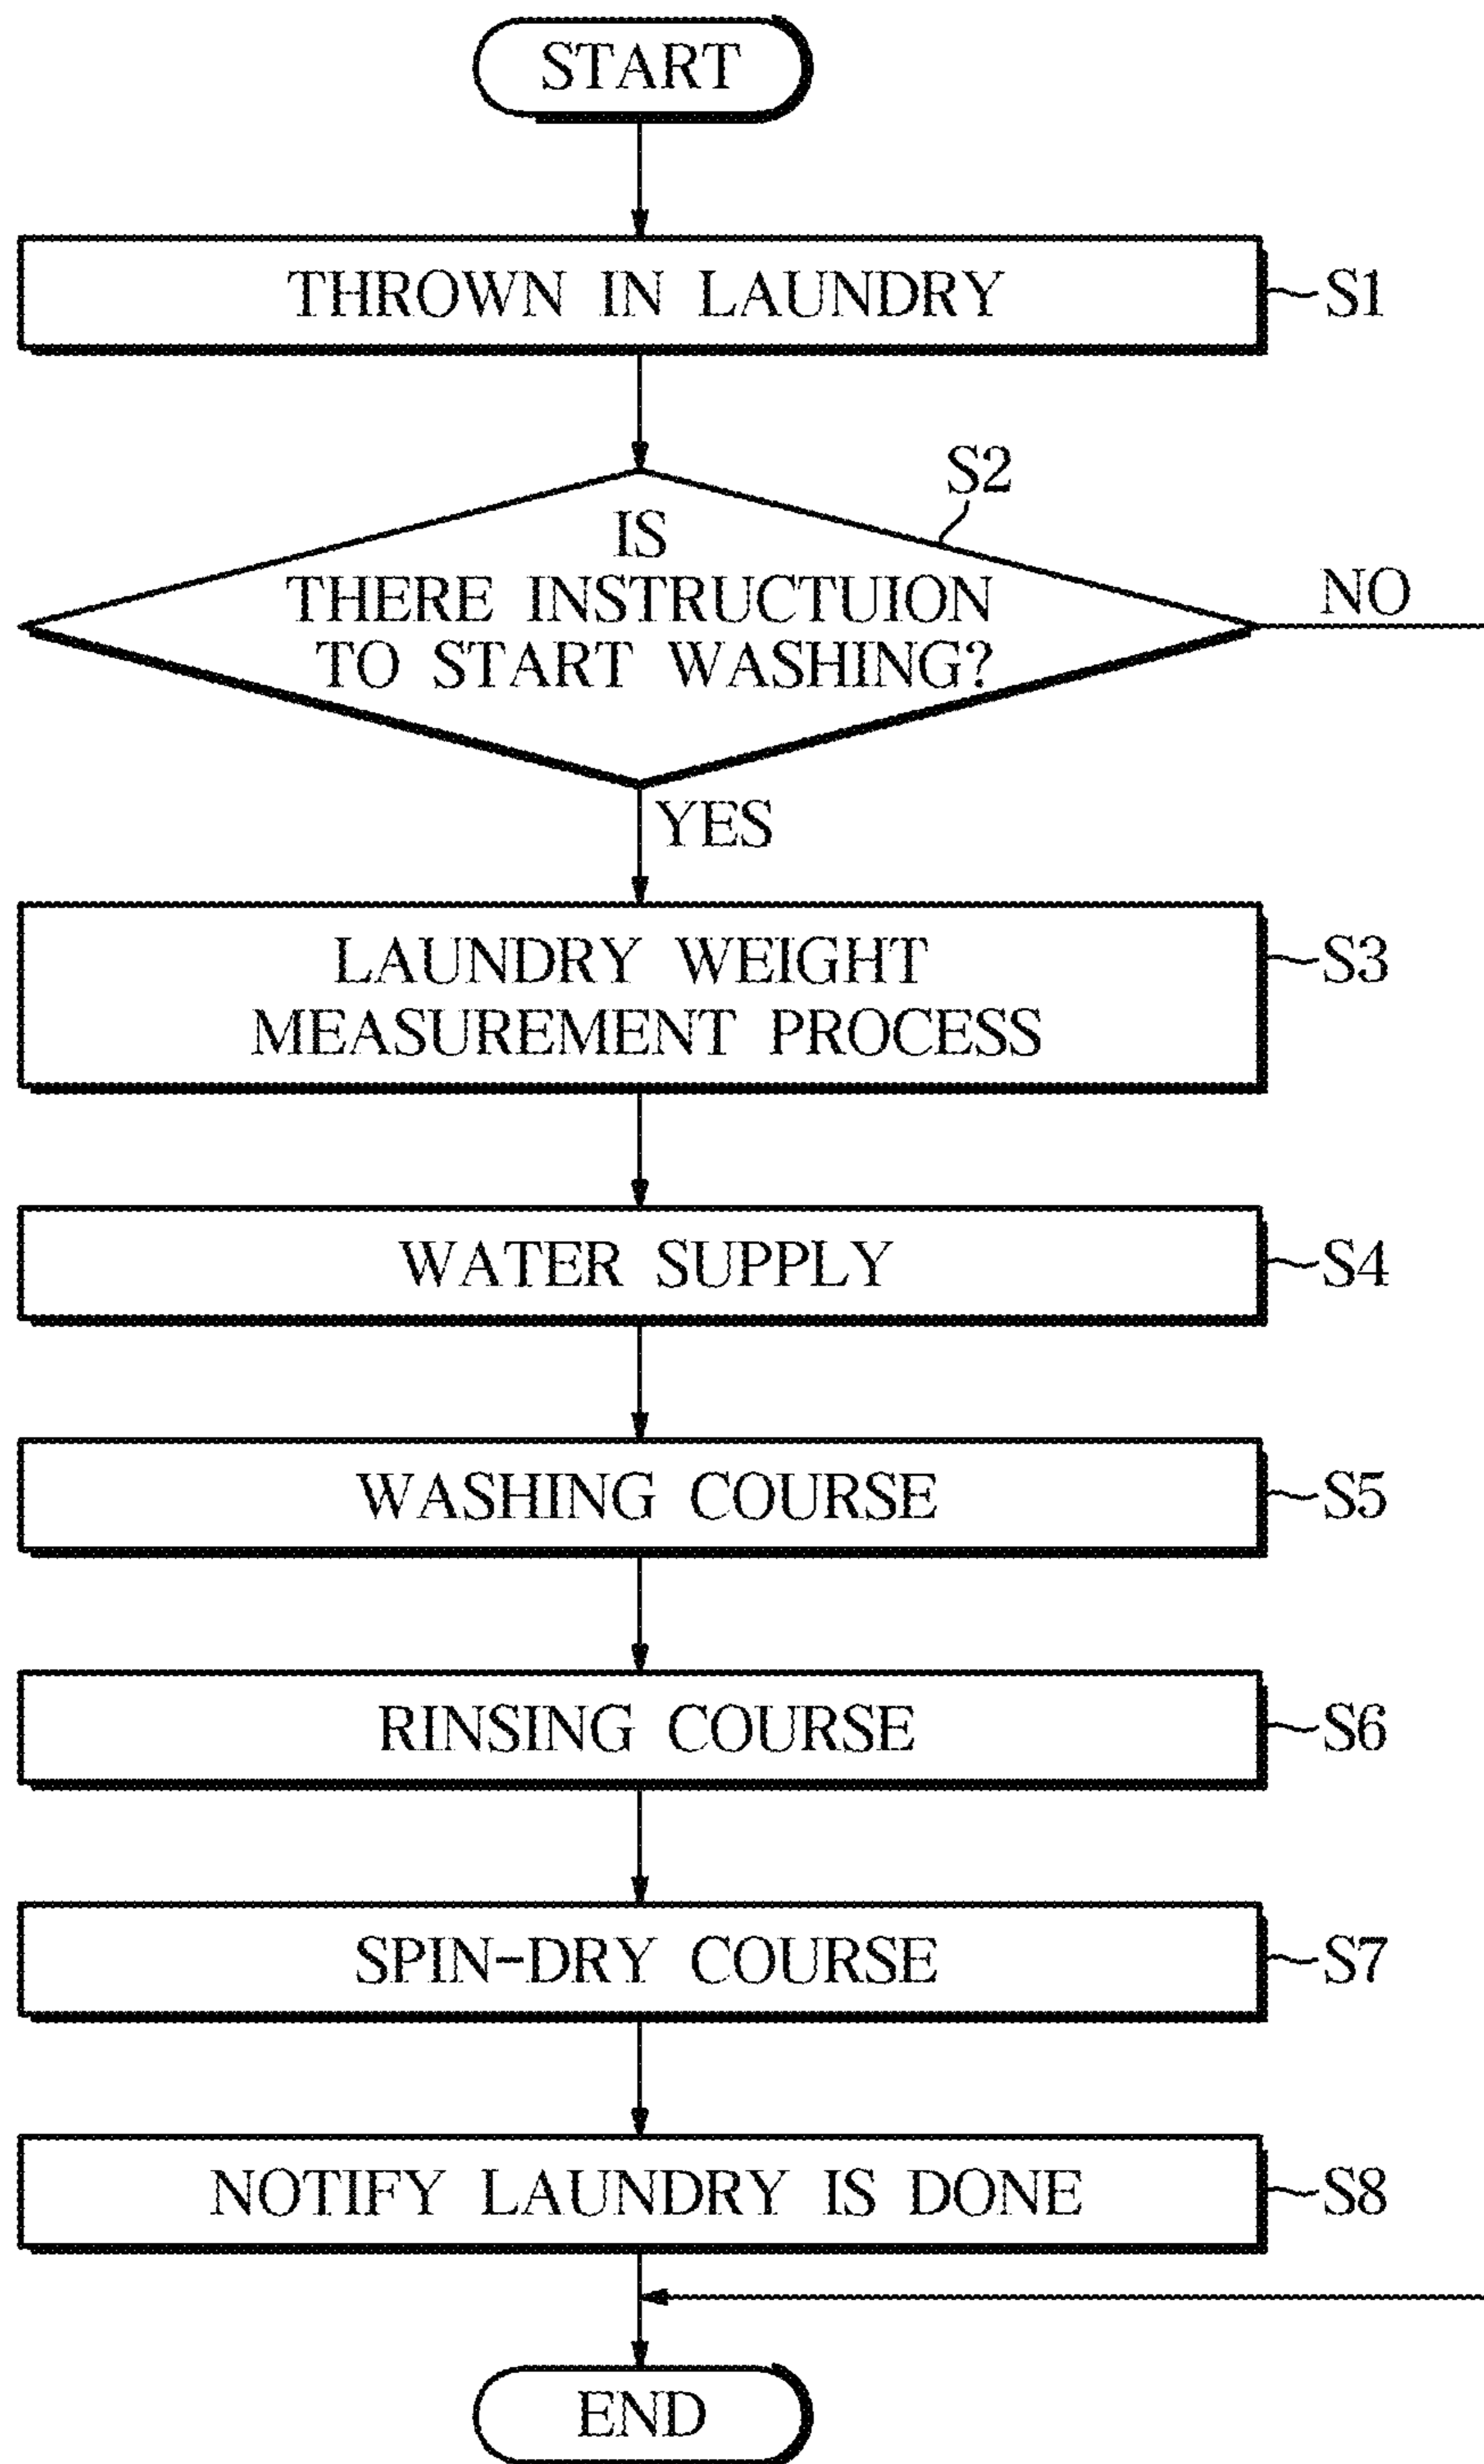 START
THROWN IN LAUNDRY
S1
S2
IS
THERE INSTRUCTUION
TO START WASHING?
NO
YES
LAUNDRY WEIGHT
MEASUREMENT PROCESS
S3
WATER SUPPLY
S4
WASHING COURSE
S5
RINSING COURSE
S6
SPIN-DRY COURSE
S7
NOTIFY LAUNDRY IS DONE
S8
END